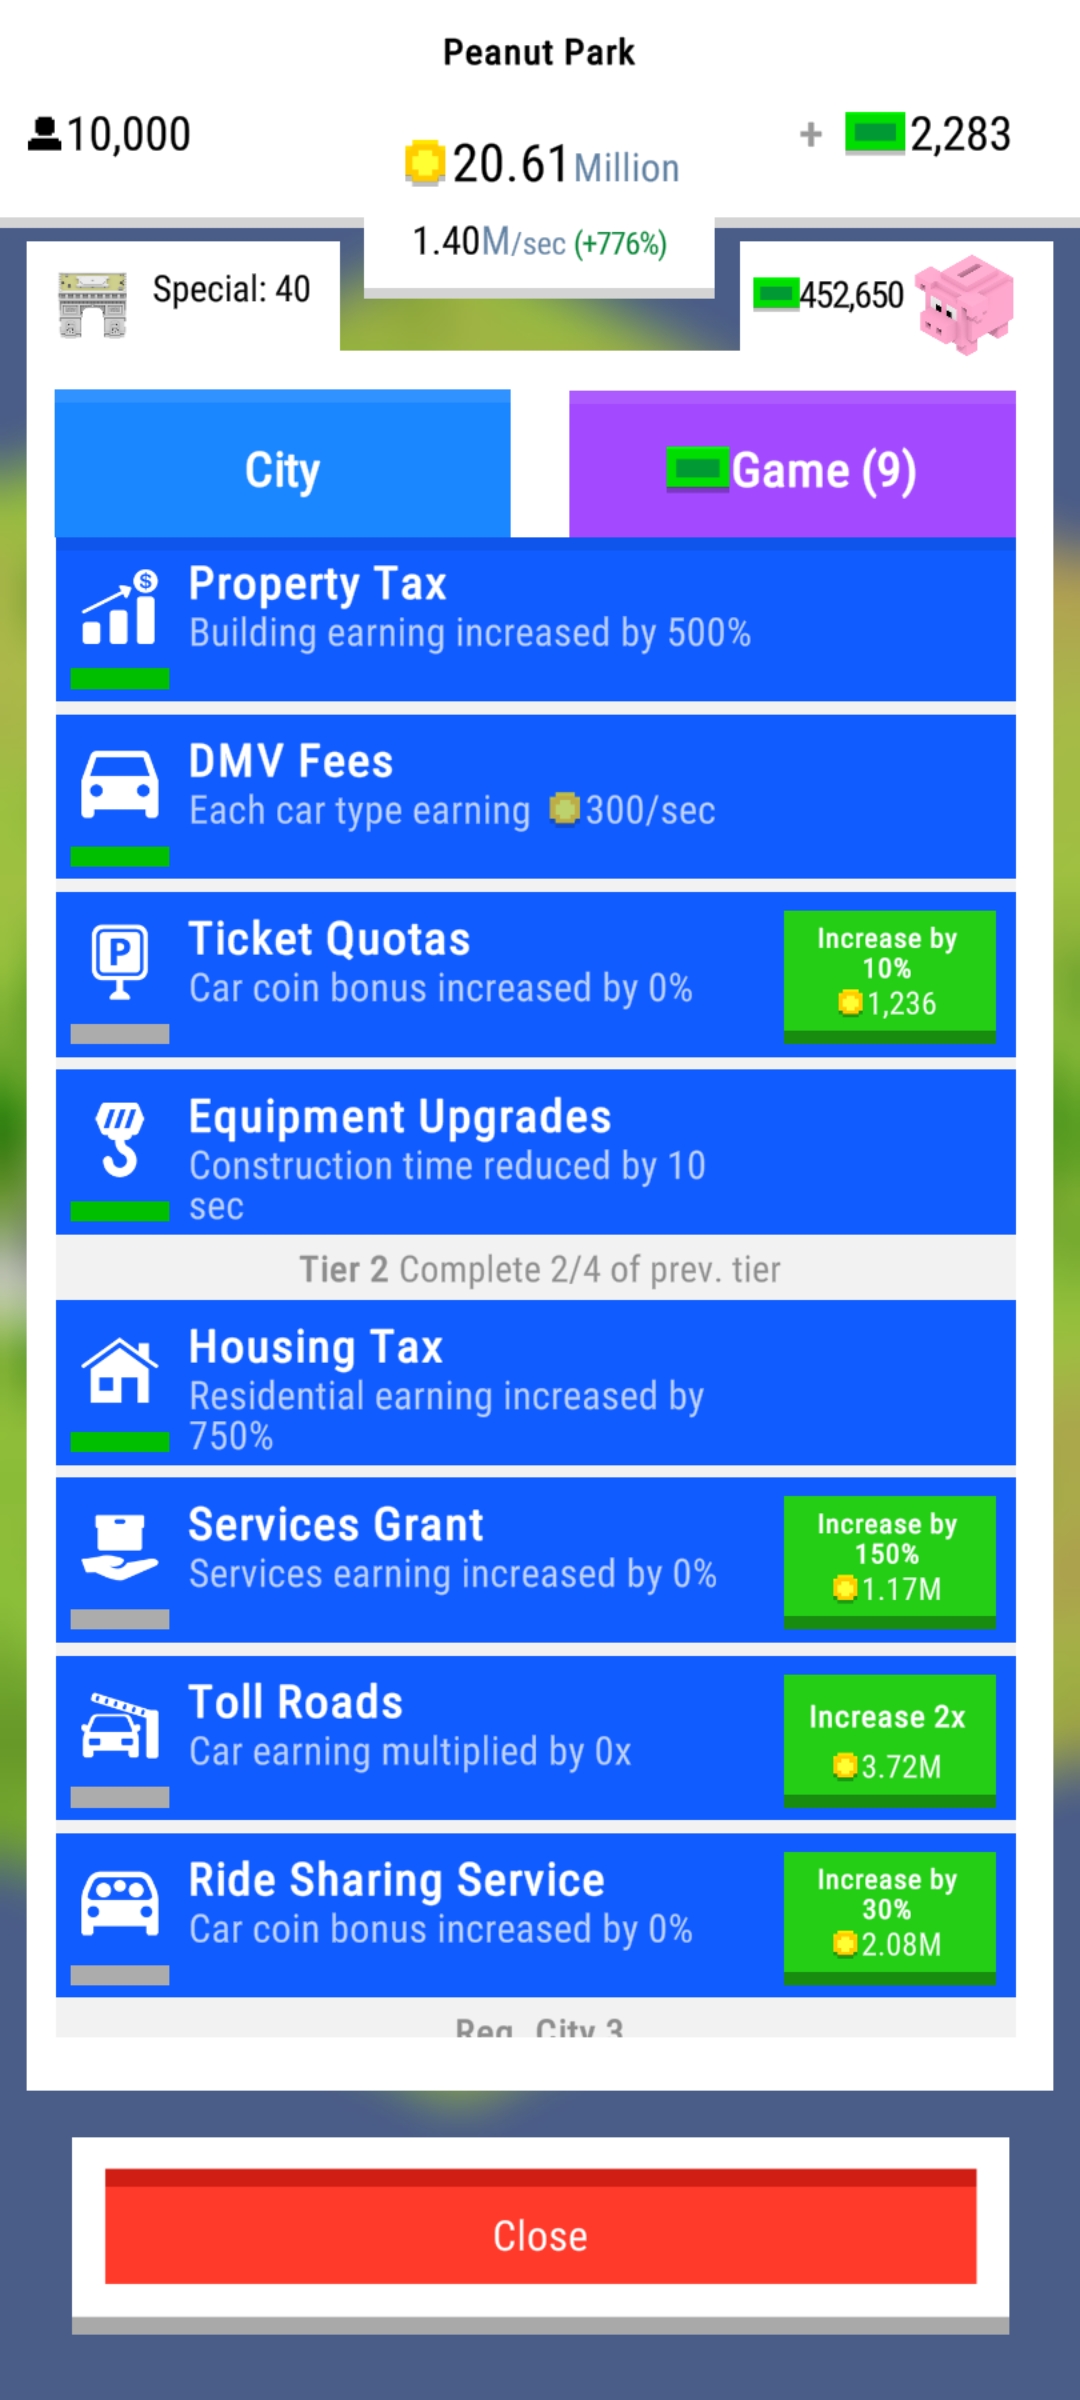 Peanut Park
10,000
20.61 Million
+ 2,283
1.40M/sec (+776%)
Special: 40
452,650
City
Game (9)
Property Tax
Building earning increased by 500%
DMV Fees
Each car type earning 300/sec
Ticket Quotas
Car coin bonus increased by 0%
Increase by
10%
1,236
Equipment Upgrades
Construction time reduced by 10
sec
Tier 2 Complete 2/4 of prev. tier
Housing Tax
Residential earning increased by
750%
Services Grant
Services earning increased by 0%
Increase by
150%
1.17M
Toll Roads
Car earning multiplied by 0x
Increase 2x
3.72M
Ride Sharing Service
Car coin bonus increased by 0%
Increase by
30%
2.08M
Req. City 3
Close